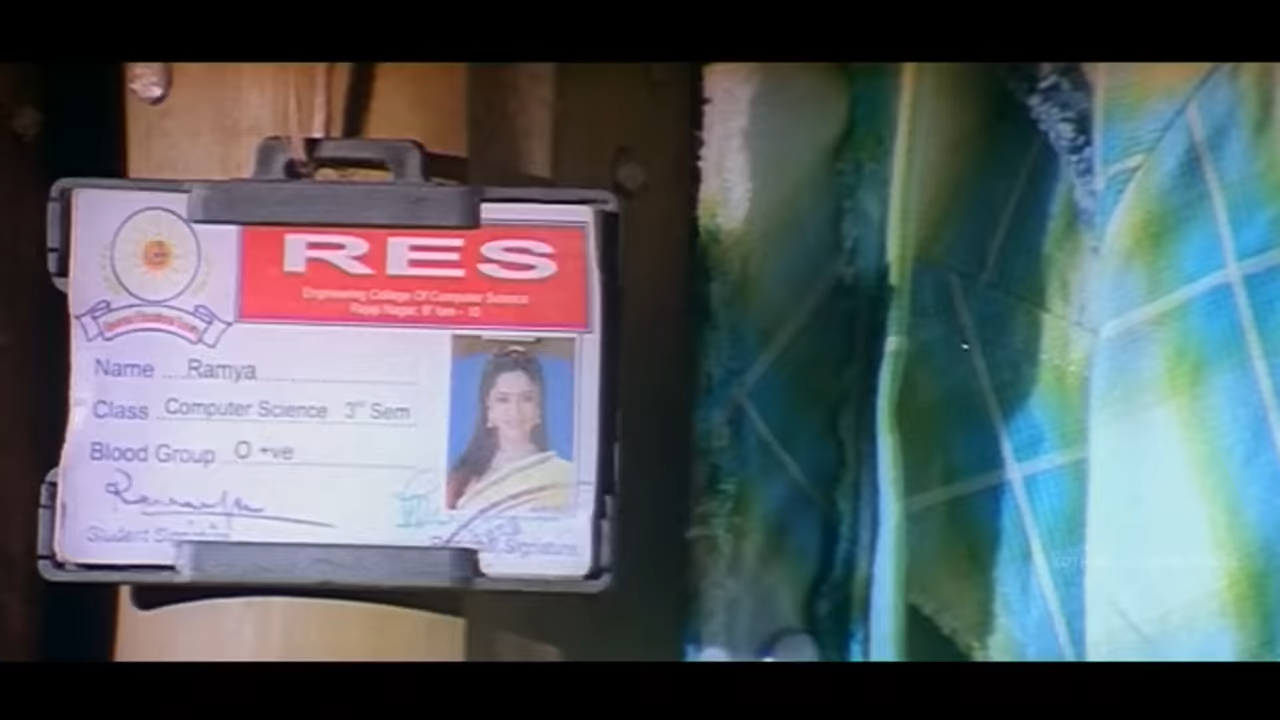 RES
Engineering College Of Computer Science
Name Ramya
Class Computer Science 3rd Sem
Blood Group O +ve
Ramya
Student Signature
Signature